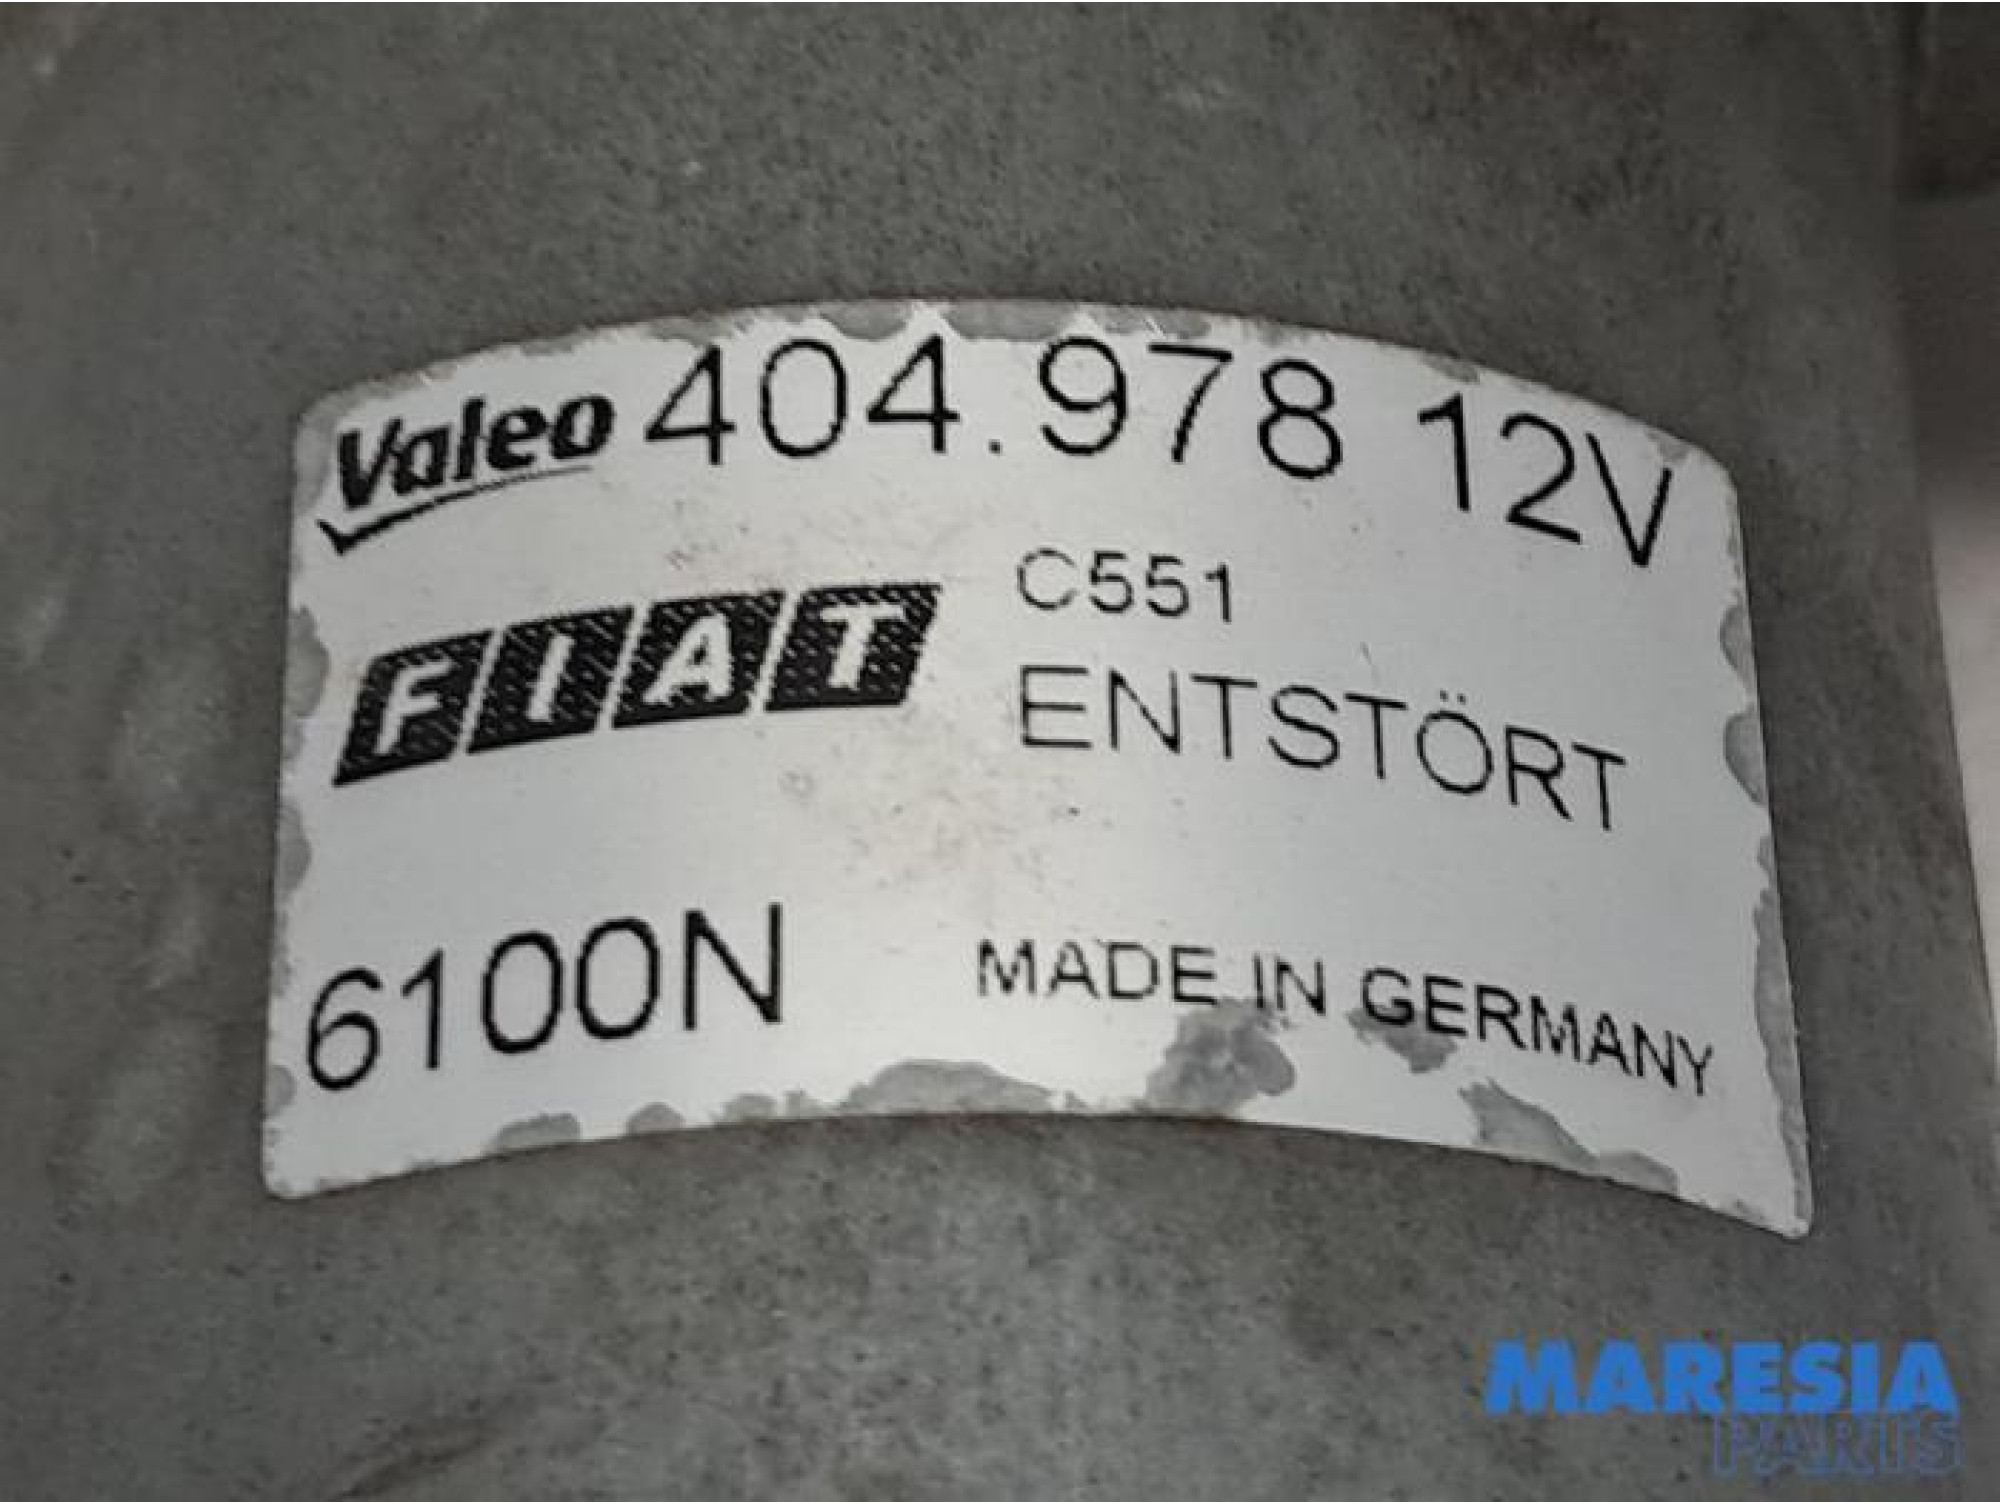 Valeo 404.978 12V
FIAT C551
ENTSTÖRT
6100N MADE IN GERMANY
MARESIA
PARTS